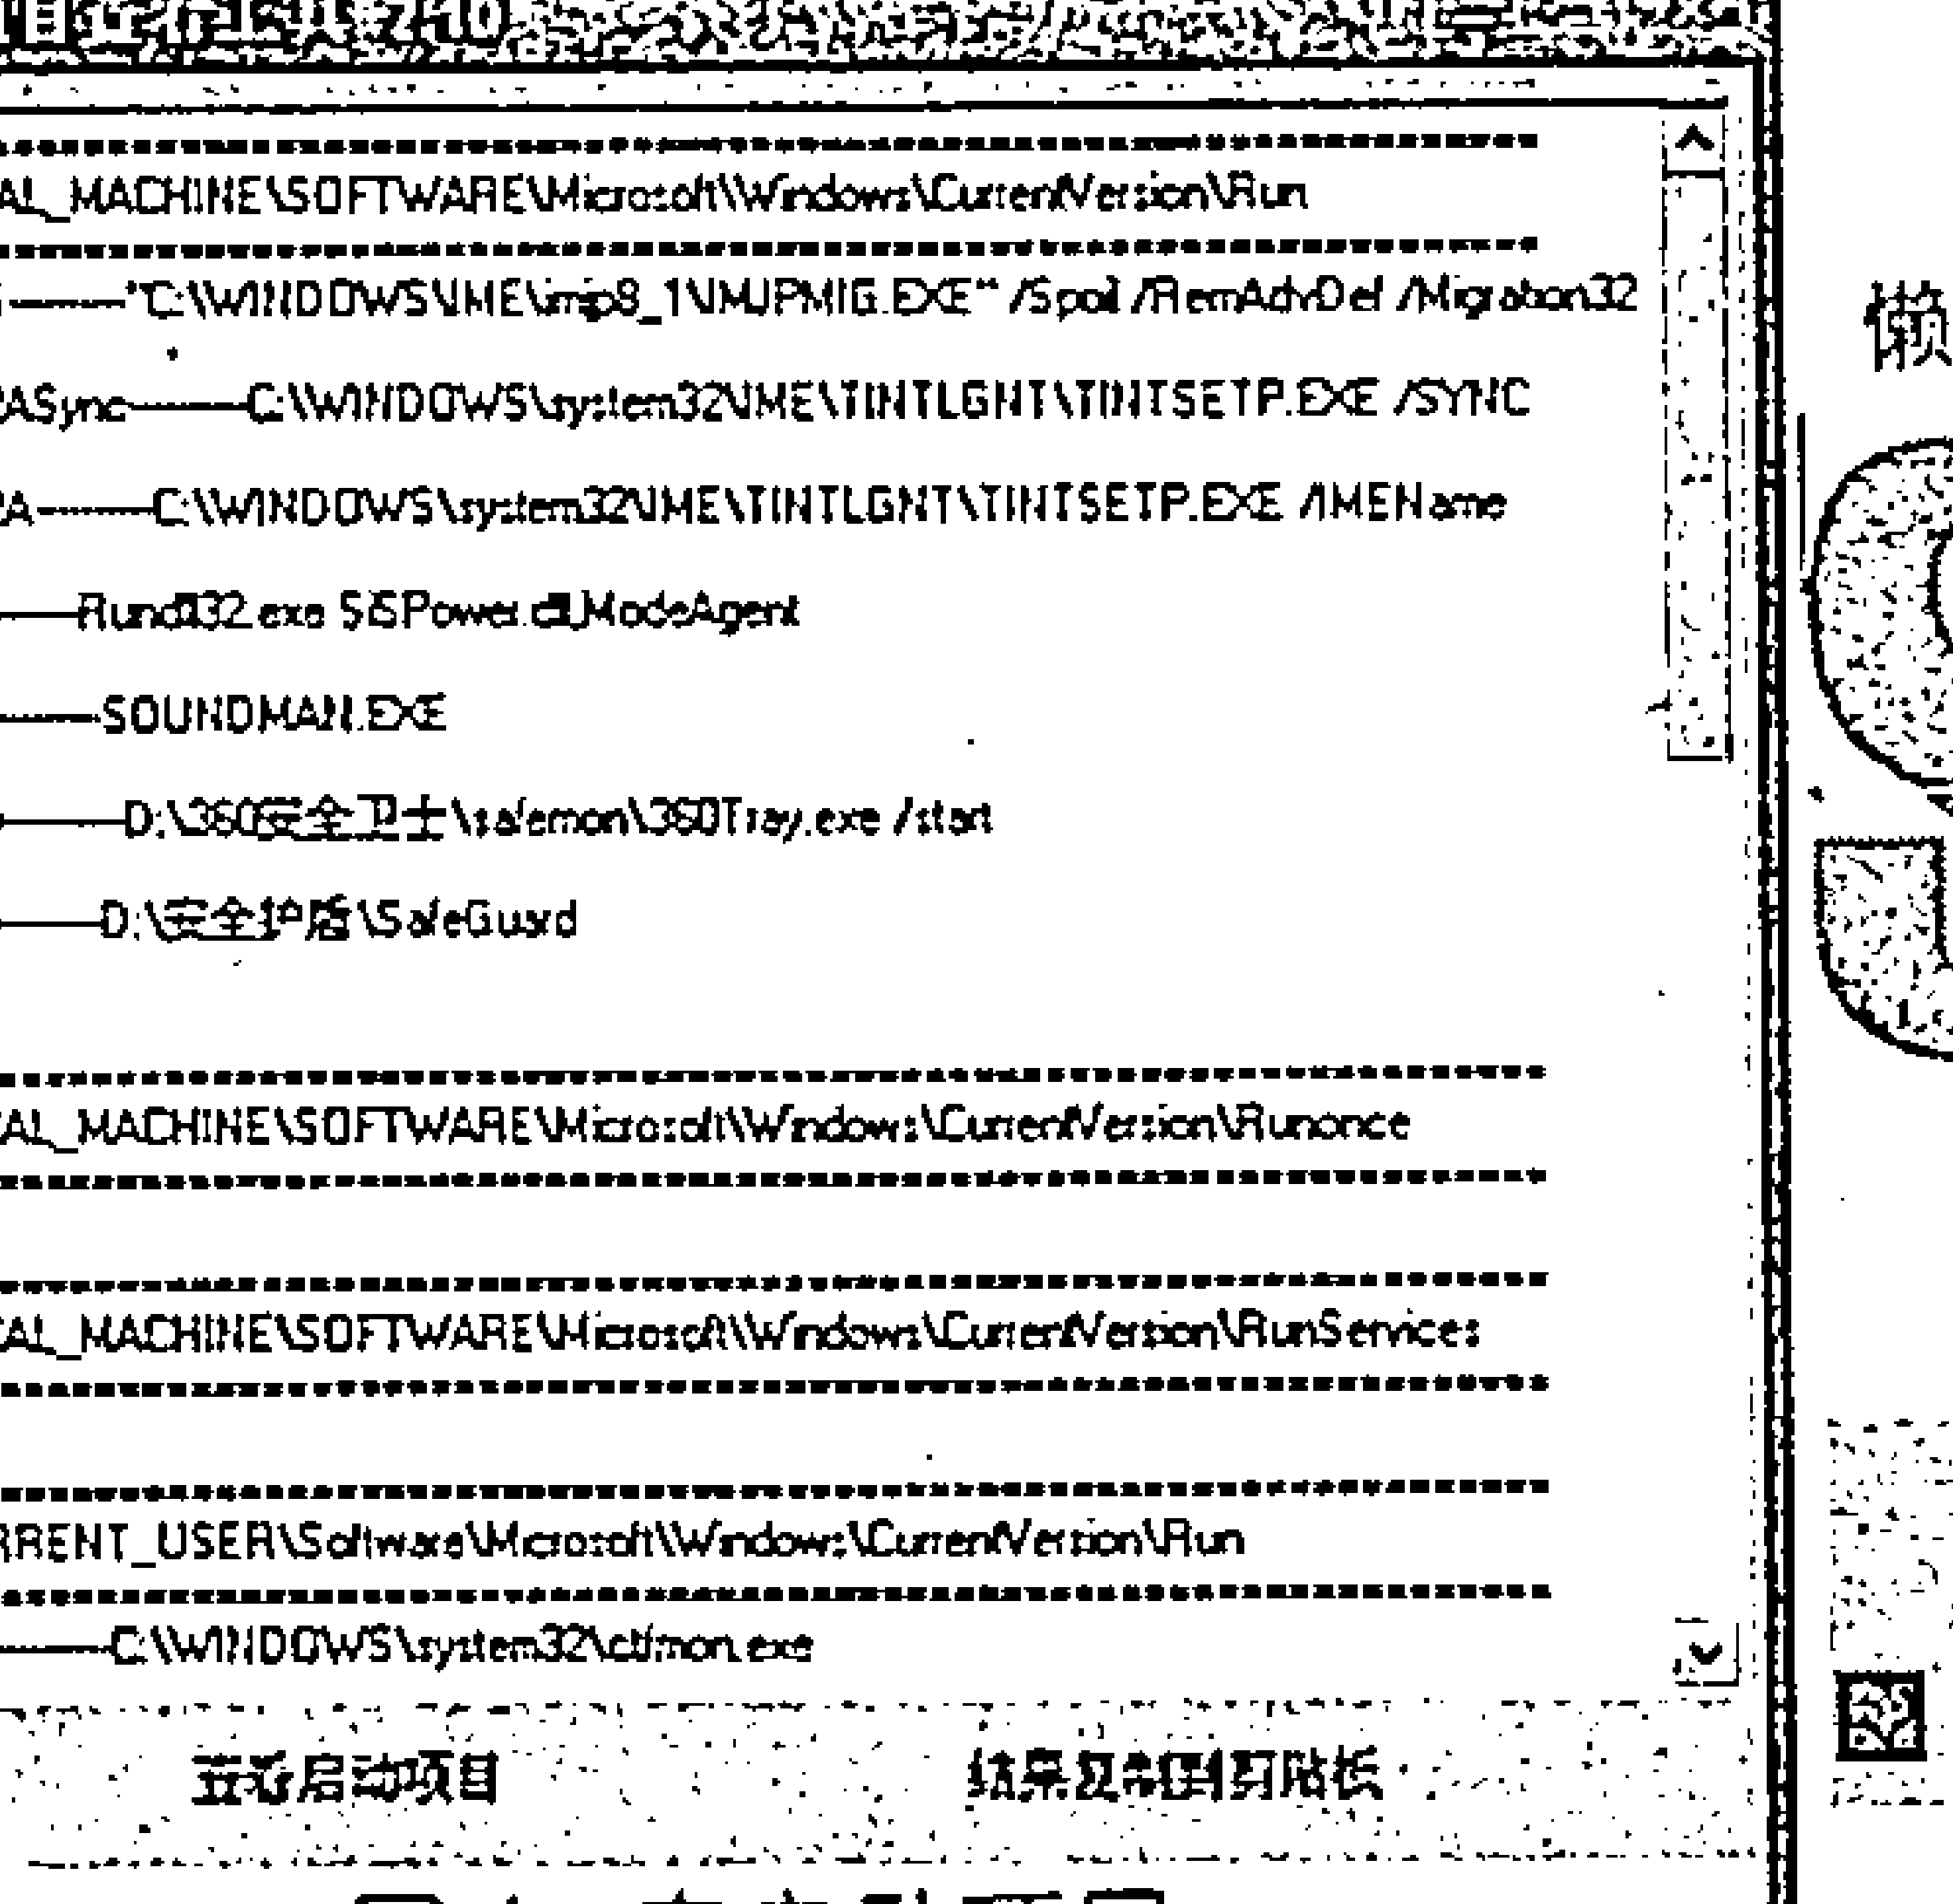 AL_MACHINE\SOFTWARE\Microsoft\Windows\CurrentVersion\Run
"C:\WINDOWS\IME\imjp8_1\IMJPMIG.EXE" /Spoil /RemAdvDef /Migration32
懒
ASync——C:\WINDOWS\system32\IME\TINTLGNT\TINTSETP.EXE /SYNC
A——C:\WINDOWS\system32\IME\TINTLGNT\TINTSETP.EXE /IMEName
——Rundll32.exe SiSPower.dll,ModeAgent
——SOUNDMAN.EXE
——D:\360安全卫士\safemon\360Tray.exe /start
——D:\安全护盾\SafeGuard
CAL_MACHINE\SOFTWARE\Microsoft\Windows\CurrentVersion\Runonce
CAL_MACHINE\SOFTWARE\Microsoft\Windows\CurrentVersion\RunServices
RRENT_USER\Software\Microsoft\Windows\CurrentVersion\Run
——C:\WINDOWS\system32\ctfmon.exe
查看启动项目
结果复制到剪贴板